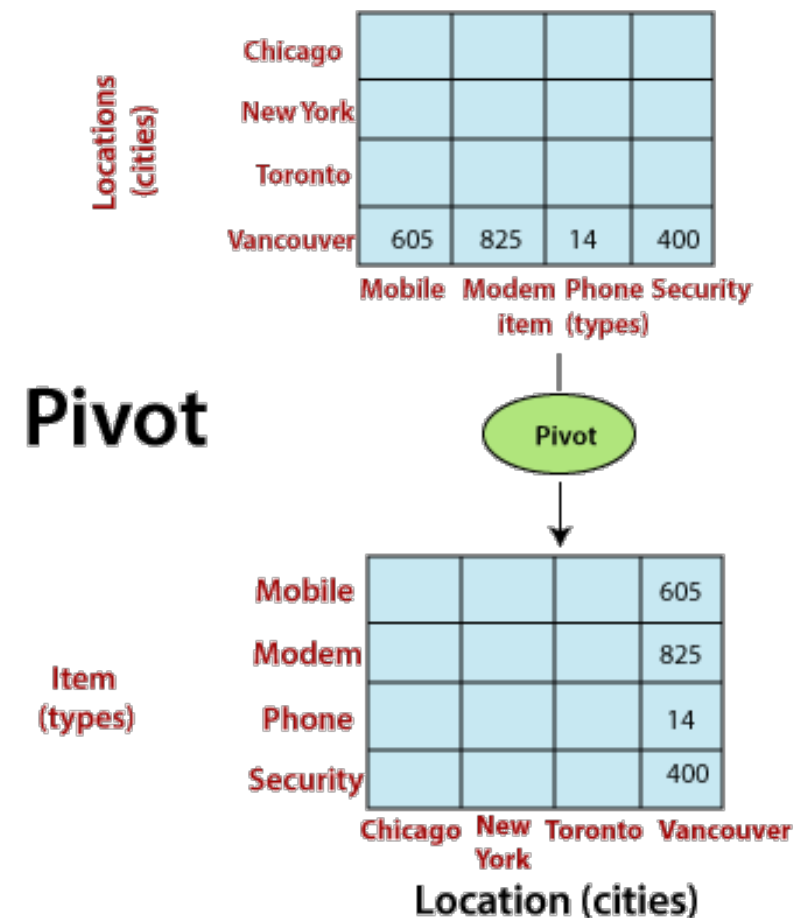 Locations
(cities)
Chicago
New York
Toronto
Vancouver 605 825 14 400
Mobile Modem Phone Security
item (types)
Pivot
Pivot
Item
(types)
Mobile 605
Modem 825
Phone 14
Security 400
Chicago New York Toronto Vancouver
Location (cities)